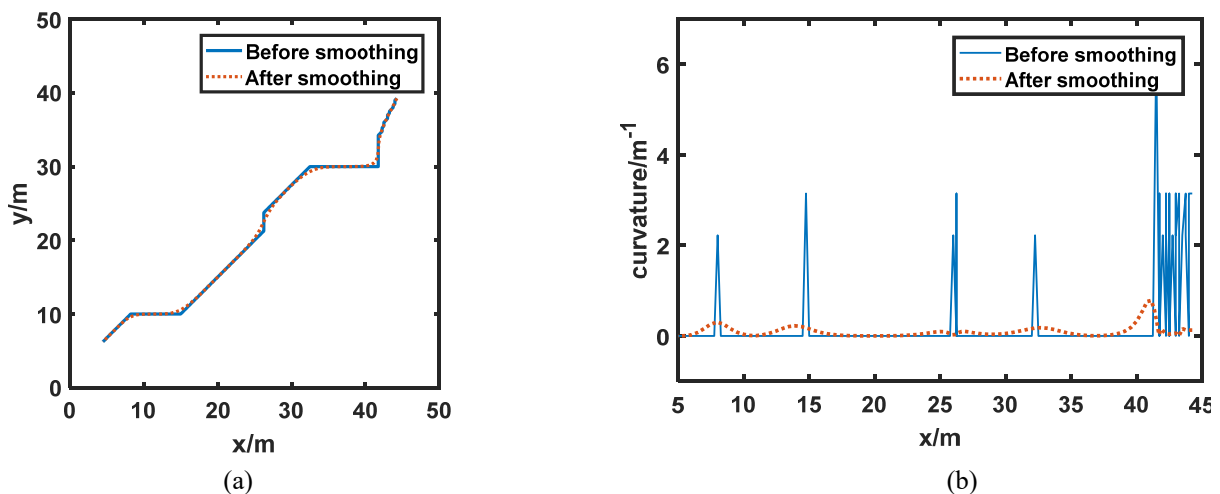 50
40
30
20
10
0
0 10 20 30 40 50
y/m
x/m
Before smoothing
After smoothing
(a)
6
4
2
0
5 10 15 20 25 30 35 40 45
curvature/m-1
x/m
Before smoothing
After smoothing
(b)